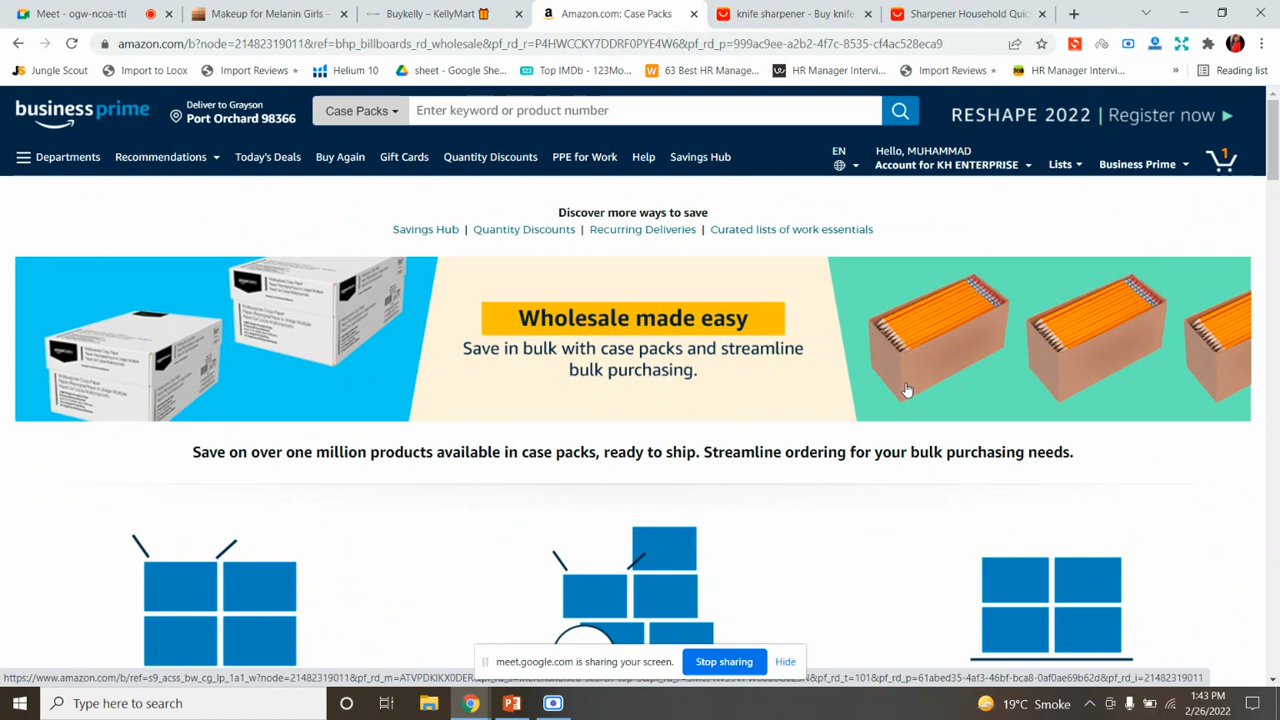 Meet - ogw-ncoa-tti
Makeup for Melanin Girls -
Buykelly – KellyMart
Amazon.com: Case Packs
knife sharpener - Buy knife
Sharpener Household Quic
amazon.com/b?node=21482319011&ref=bhp_billboards_rd_wholesale&pf_rd_r=4HWCCKY7DDRF0PYE4W6&pf_rd_p=999ac9ee-a2b2-4f7c-8535-cf4ac528eca9
Jungle Scout
Import to Loox
Import Reviews
Helium 10
sheet - Google She...
Top IMDb - 123Mo...
63 Best HR Manage...
HR Manager Intervi...
Import Reviews
HR Manager Intervi...
»
Reading list
business prime
Deliver to Grayson
Port Orchard 98366
Case Packs
Enter keyword or product number
RESHAPE 2022 | Register now
Departments
Recommendations
Today's Deals
Buy Again
Gift Cards
Quantity Discounts
PPE for Work
Help
Savings Hub
EN
Hello, MUHAMMAD
Account for KH ENTERPRISE
Lists
Business Prime
1
Discover more ways to save
Savings Hub | Quantity Discounts | Recurring Deliveries | Curated lists of work essentials
Wholesale made easy
Save in bulk with case packs and streamline
bulk purchasing.
Save on over one million products available in case packs, ready to ship. Streamline ordering for your bulk purchasing needs.
meet.google.com is sharing your screen.
Stop sharing
Hide
Type here to search
19°C Smoke
1:43 PM
2/26/2022